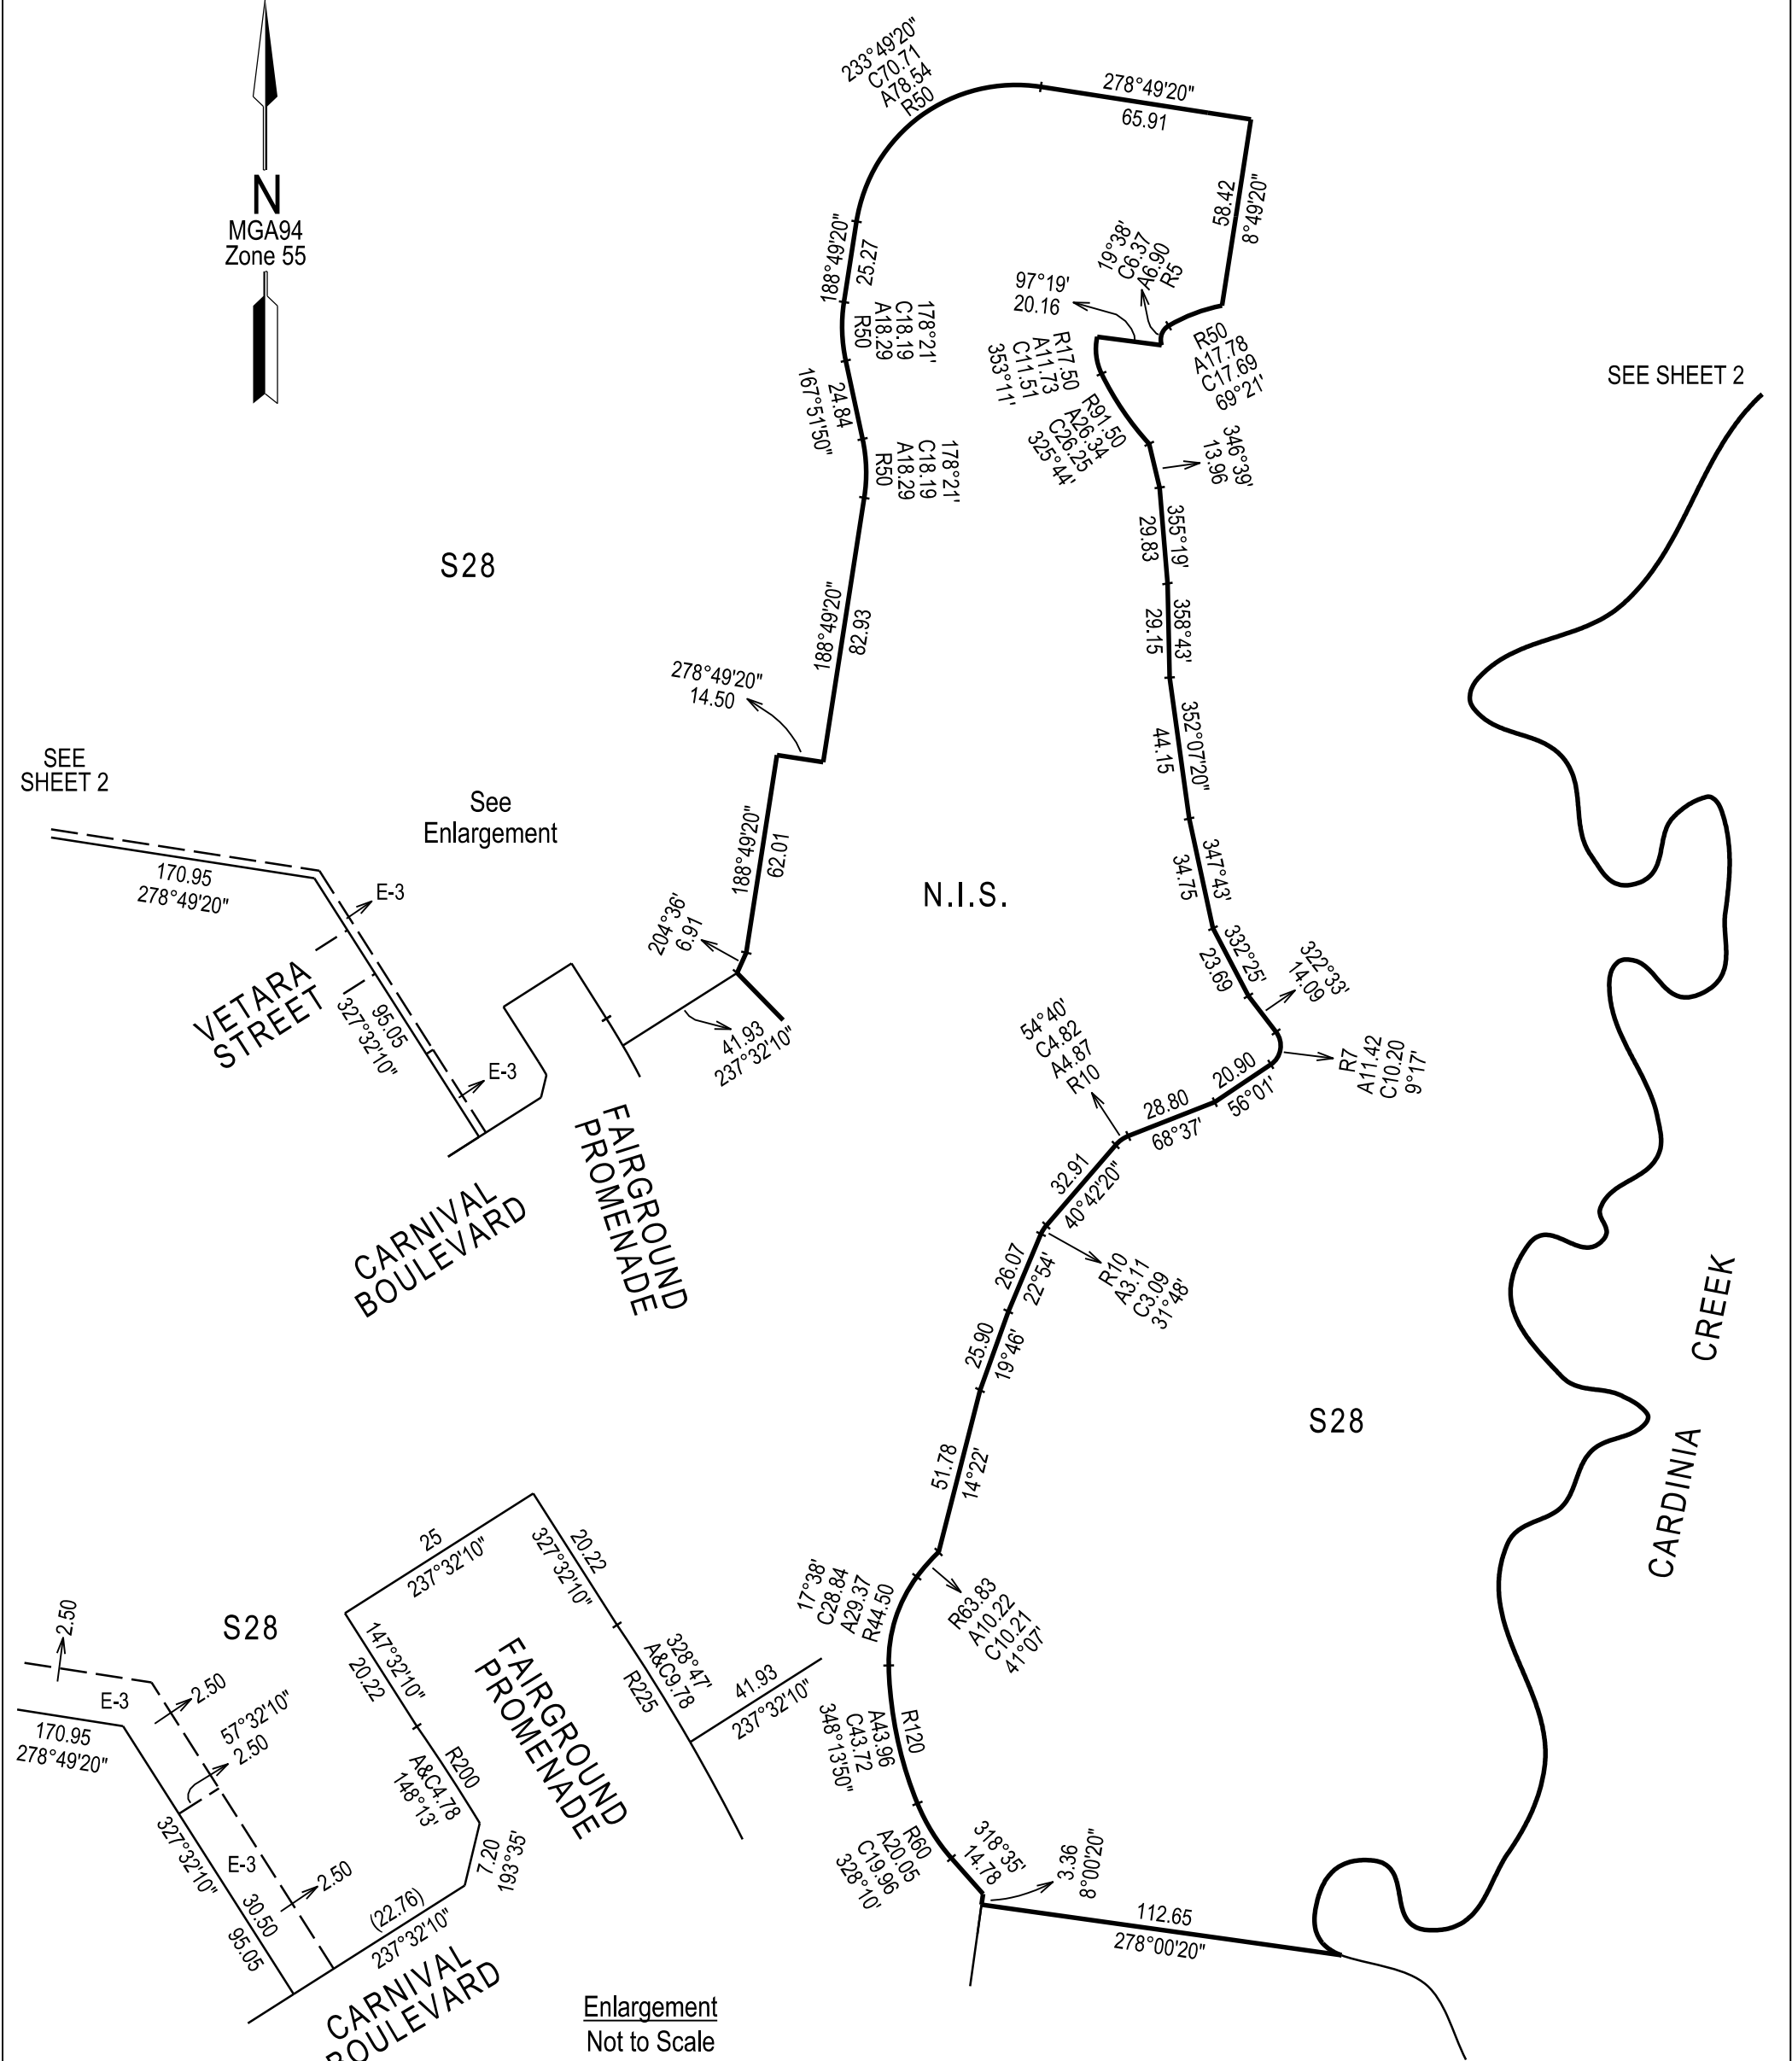 N
MGA94
Zone 55
233°49'20"
C70.71
A78.54
R50
278°49'20"
65.91
58.42
8°49'20"
19°38'
C6.37
A6.90
R5
97°19'
20.16
188°49'20"
25.27
178°21'
C18.19
A18.29
R50
R17.50
A11.73
C11.51
353°11'
R50
A17.78
C17.69
69°21'
SEE SHEET 2
24.84
167°51'50"
R91.50
A26.34
C26.25
325°44'
346°39'
13.96
178°21'
C18.19
A18.29
R50
355°19'
29.83
S28
358°43'
29.15
188°49'20"
82.93
278°49'20"
14.50
352°07'20"
44.15
SEE
SHEET 2
See
Enlargement
188°49'20"
62.01
347°43'
34.75
170.95
278°49'20"
E-3
N.I.S.
204°36'
6.91
332°25'
23.69
322°33'
14.09
VETARA
STREET
95.05
327°32'10"
E-3
41.93
237°32'10"
54°40'
C4.82
A4.87
R10
R7
A11.42
C10.20
9°17'
20.90
56°01'
28.80
68°37'
FAIRGROUND
PROMENADE
CARNIVAL
BOULEVARD
32.91
40°42'20"
26.07
22°54'
R10
A3.11
C3.09
31°48'
25.90
19°46'
CARDINIA CREEK
S28
51.78
14°22'
17°38'
C28.84
A29.37
R44.50
R63.83
A10.22
C10.21
41°07'
25
237°32'10"
20.22
327°32'10"
2.50
S28
147°32'10"
20.22
FAIRGROUND
PROMENADE
328°47'
A&C9.78
R225
41.93
237°32'10"
E-3
2.50
57°32'10"
2.50
170.95
278°49'20"
R200
A&C4.78
148°13'
R120
A43.96
C43.72
348°13'50"
327°32'10"
E-3
30.50
95.05
2.50
7.20
193°35'
(22.76)
237°32'10"
R60
A20.05
C19.96
328°10'
318°35'
14.78
3.36
8°00'20"
112.65
278°00'20"
CARNIVAL
BOULEVARD
Enlargement
Not to Scale